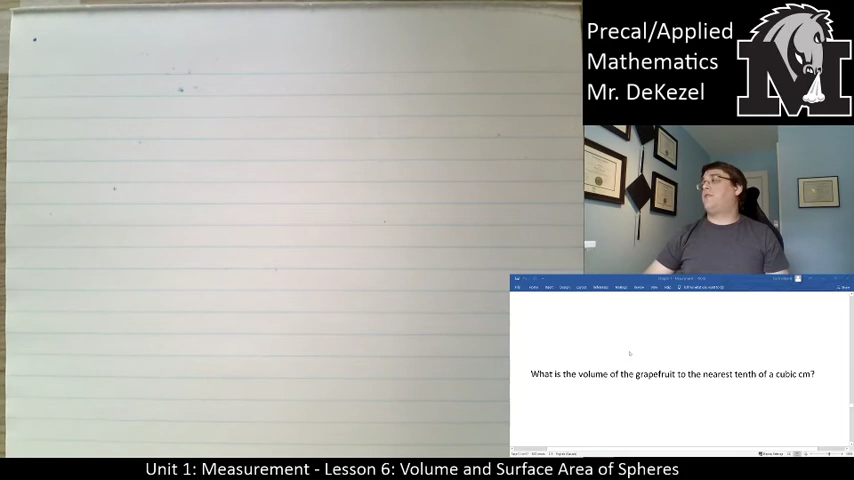 Precal/Applied
Mathematics
Mr. DeKezel
M
What is the volume of the grapefruit to the nearest tenth of a cubic cm?
Unit 1: Measurement - Lesson 6: Volume and Surface Area of Spheres